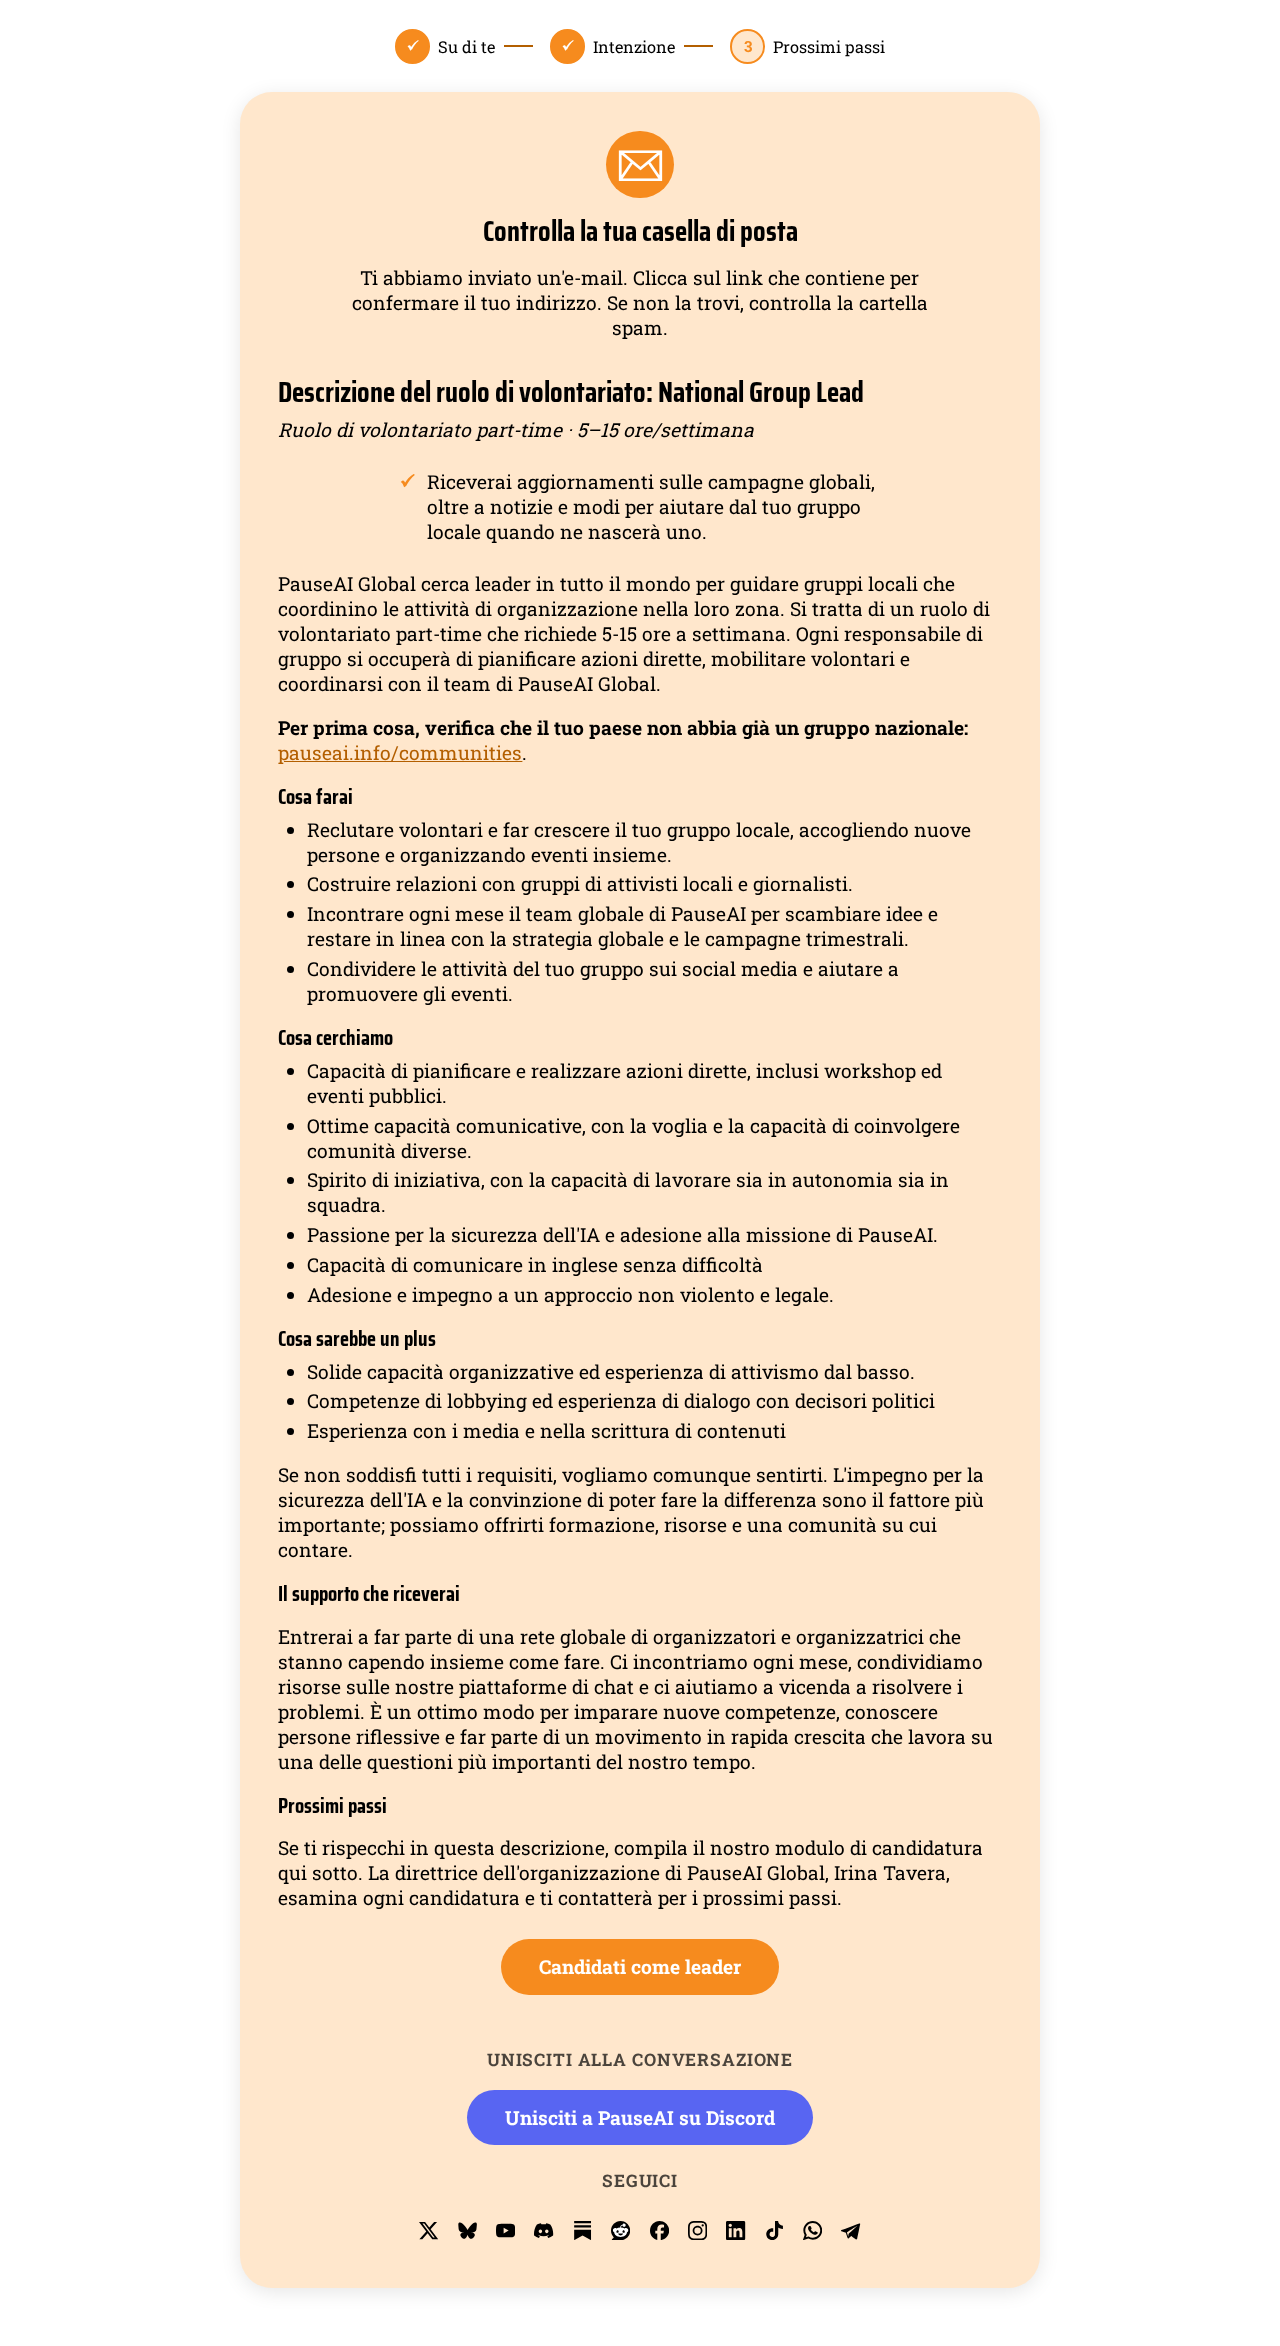 ✓ Su di te ✓ Intenzione 3 Prossimi passi
Controlla la tua casella di posta
Ti abbiamo inviato un'e-mail. Clicca sul link che contiene per
confermare il tuo indirizzo. Se non la trovi, controlla la cartella
spam.
Descrizione del ruolo di volontariato: National Group Lead
Ruolo di volontariato part-time · 5–15 ore/settimana
✓ Riceverai aggiornamenti sulle campagne globali,
oltre a notizie e modi per aiutare dal tuo gruppo
locale quando ne nascerà uno.
PauseAI Global cerca leader in tutto il mondo per guidare gruppi locali che
coordinino le attività di organizzazione nella loro zona. Si tratta di un ruolo di
volontariato part-time che richiede 5-15 ore a settimana. Ogni responsabile di
gruppo si occuperà di pianificare azioni dirette, mobilitare volontari e
coordinarsi con il team di PauseAI Global.
Per prima cosa, verifica che il tuo paese non abbia già un gruppo nazionale:
pauseai.info/communities.
Cosa farai
• Reclutare volontari e far crescere il tuo gruppo locale, accogliendo nuove
persone e organizzando eventi insieme.
• Costruire relazioni con gruppi di attivisti locali e giornalisti.
• Incontrare ogni mese il team globale di PauseAI per scambiare idee e
restare in linea con la strategia globale e le campagne trimestrali.
• Condividere le attività del tuo gruppo sui social media e aiutare a
promuovere gli eventi.
Cosa cerchiamo
• Capacità di pianificare e realizzare azioni dirette, inclusi workshop ed
eventi pubblici.
• Ottime capacità comunicative, con la voglia e la capacità di coinvolgere
comunità diverse.
• Spirito di iniziativa, con la capacità di lavorare sia in autonomia sia in
squadra.
• Passione per la sicurezza dell'IA e adesione alla missione di PauseAI.
• Capacità di comunicare in inglese senza difficoltà
• Adesione e impegno a un approccio non violento e legale.
Cosa sarebbe un plus
• Solide capacità organizzative ed esperienza di attivismo dal basso.
• Competenze di lobbying ed esperienza di dialogo con decisori politici
• Esperienza con i media e nella scrittura di contenuti
Se non soddisfi tutti i requisiti, vogliamo comunque sentirti. L'impegno per la
sicurezza dell'IA e la convinzione di poter fare la differenza sono il fattore più
importante; possiamo offrirti formazione, risorse e una comunità su cui
contare.
Il supporto che riceverai
Entrerai a far parte di una rete globale di organizzatori e organizzatrici che
stanno capendo insieme come fare. Ci incontriamo ogni mese, condividiamo
risorse sulle nostre piattaforme di chat e ci aiutiamo a vicenda a risolvere i
problemi. È un ottimo modo per imparare nuove competenze, conoscere
persone riflessive e far parte di un movimento in rapida crescita che lavora su
una delle questioni più importanti del nostro tempo.
Prossimi passi
Se ti rispecchi in questa descrizione, compila il nostro modulo di candidatura
qui sotto. La direttrice dell'organizzazione di PauseAI Global, Irina Tavera,
esamina ogni candidatura e ti contatterà per i prossimi passi.
Candidati come leader
UNISCITI ALLA CONVERSAZIONE
Unisciti a PauseAI su Discord
SEGUICI